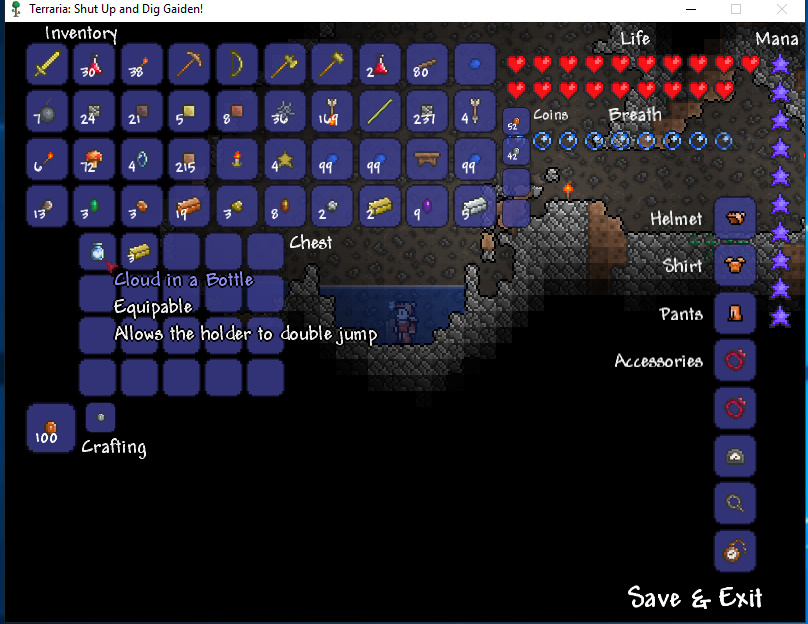 Terraria: Shut Up and Dig Gaiden!
Inventory
Life
Mana
30
38
2
80
7
24
21
5
8
36
169
237
4
52
Coins
Breath
6
72
4
215
4
99
99
99
42
13
3
3
19
3
8
2
2
9
5
Helmet
3
Chest
Shirt
Cloud in a Bottle
Equipable
Allows the holder to double jump
Pants
Accessories
100
Crafting
Save & Exit